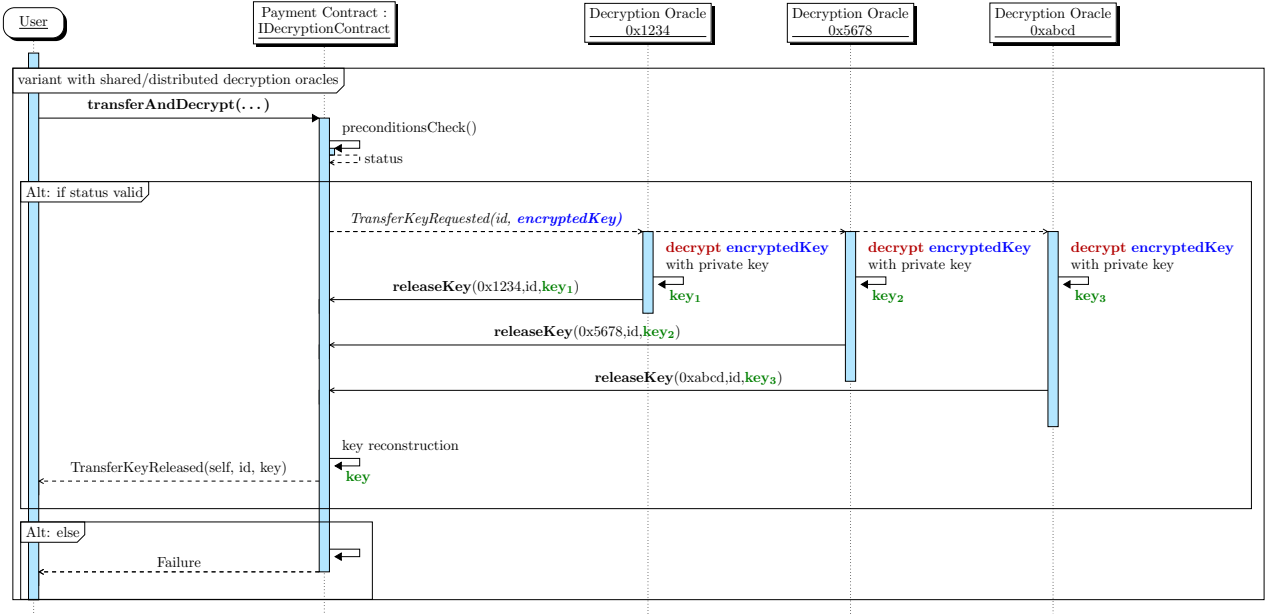 User
Payment Contract :
IDecryptionContract
Decryption Oracle
0x1234
Decryption Oracle
0x5678
Decryption Oracle
0xabcd
variant with shared/distributed decryption oracles
transferAndDecrypt(...)
preconditionsCheck()
status
Alt: if status valid
TransferKeyRequested(id, encryptedKey)
decrypt encryptedKey
with private key
key₁
decrypt encryptedKey
with private key
key₂
decrypt encryptedKey
with private key
key₃
releaseKey(0x1234,id,key₁)
releaseKey(0x5678,id,key₂)
releaseKey(0xabcd,id,key₃)
key reconstruction
key
TransferKeyReleased(self, id, key)
Alt: else
Failure